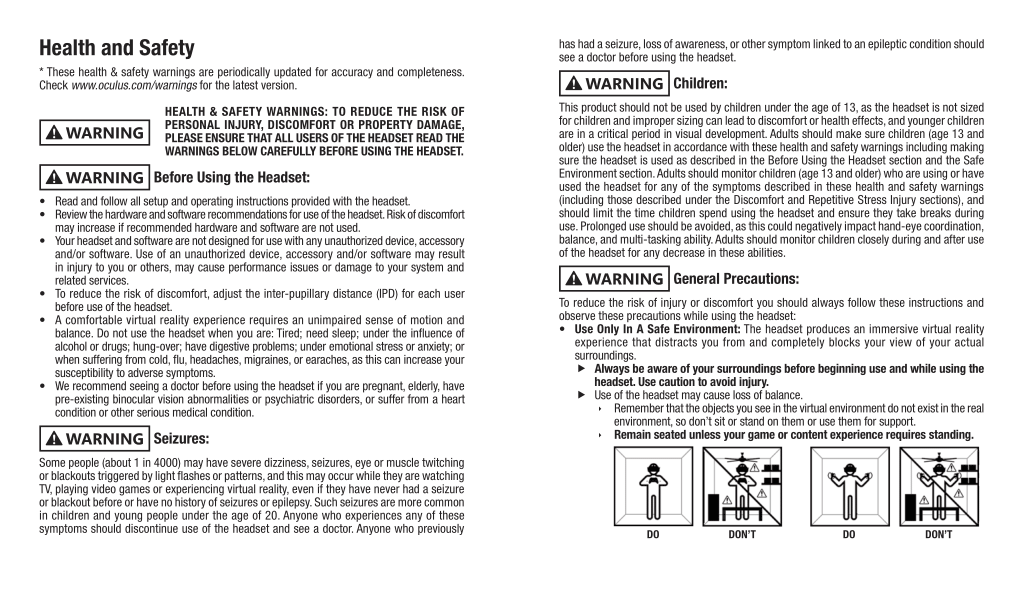 Health and Safety
* These health & safety warnings are periodically updated for accuracy and completeness.
Check www.oculus.com/warnings for the latest version.
WARNING
HEALTH & SAFETY WARNINGS: TO REDUCE THE RISK OF
PERSONAL INJURY, DISCOMFORT OR PROPERTY DAMAGE,
PLEASE ENSURE THAT ALL USERS OF THE HEADSET READ THE
WARNINGS BELOW CAREFULLY BEFORE USING THE HEADSET.
WARNING Before Using the Headset:
• Read and follow all setup and operating instructions provided with the headset.
• Review the hardware and software recommendations for use of the headset. Risk of discomfort
may increase if recommended hardware and software are not used.
• Your headset and software are not designed for use with any unauthorized device, accessory
and/or software. Use of an unauthorized device, accessory and/or software may result
in injury to you or others, may cause performance issues or damage to your system and
related services.
• To reduce the risk of discomfort, adjust the inter-pupillary distance (IPD) for each user
before use of the headset.
• A comfortable virtual reality experience requires an unimpaired sense of motion and
balance. Do not use the headset when you are: Tired; need sleep; under the influence of
alcohol or drugs; hung-over; have digestive problems; under emotional stress or anxiety; or
when suffering from cold, flu, headaches, migraines, or earaches, as this can increase your
susceptibility to adverse symptoms.
• We recommend seeing a doctor before using the headset if you are pregnant, elderly, have
pre-existing binocular vision abnormalities or psychiatric disorders, or suffer from a heart
condition or other serious medical condition.
WARNING Seizures:
Some people (about 1 in 4000) may have severe dizziness, seizures, eye or muscle twitching
or blackouts triggered by light flashes or patterns, and this may occur while they are watching
TV, playing video games or experiencing virtual reality, even if they have never had a seizure
or blackout before or have no history of seizures or epilepsy. Such seizures are more common
in children and young people under the age of 20. Anyone who experiences any of these
symptoms should discontinue use of the headset and see a doctor. Anyone who previously
has had a seizure, loss of awareness, or other symptom linked to an epileptic condition should
see a doctor before using the headset.
WARNING Children:
This product should not be used by children under the age of 13, as the headset is not sized
for children and improper sizing can lead to discomfort or health effects, and younger children
are in a critical period in visual development. Adults should make sure children (age 13 and
older) use the headset in accordance with these health and safety warnings including making
sure the headset is used as described in the Before Using the Headset section and the Safe
Environment section. Adults should monitor children (age 13 and older) who are using or have
used the headset for any of the symptoms described in these health and safety warnings
(including those described under the Discomfort and Repetitive Stress Injury sections), and
should limit the time children spend using the headset and ensure they take breaks during
use. Prolonged use should be avoided, as this could negatively impact hand-eye coordination,
balance, and multi-tasking ability. Adults should monitor children closely during and after use
of the headset for any decrease in these abilities.
WARNING General Precautions:
To reduce the risk of injury or discomfort you should always follow these instructions and
observe these precautions while using the headset:
• Use Only In A Safe Environment: The headset produces an immersive virtual reality
experience that distracts you from and completely blocks your view of your actual
surroundings.
▶ Always be aware of your surroundings before beginning use and while using the
headset. Use caution to avoid injury.
▶ Use of the headset may cause loss of balance.
‣ Remember that the objects you see in the virtual environment do not exist in the real
environment, so don't sit or stand on them or use them for support.
‣ Remain seated unless your game or content experience requires standing.
DO DON'T DO DON'T